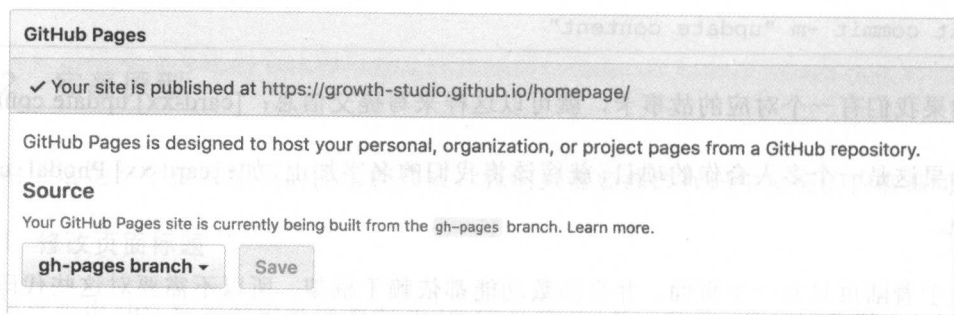 GitHub Pages
✓ Your site is published at https://growth-studio.github.io/homepage/
GitHub Pages is designed to host your personal, organization, or project pages from a GitHub repository.
Source
Your GitHub Pages site is currently being built from the gh-pages branch. Learn more.
gh-pages branch Save